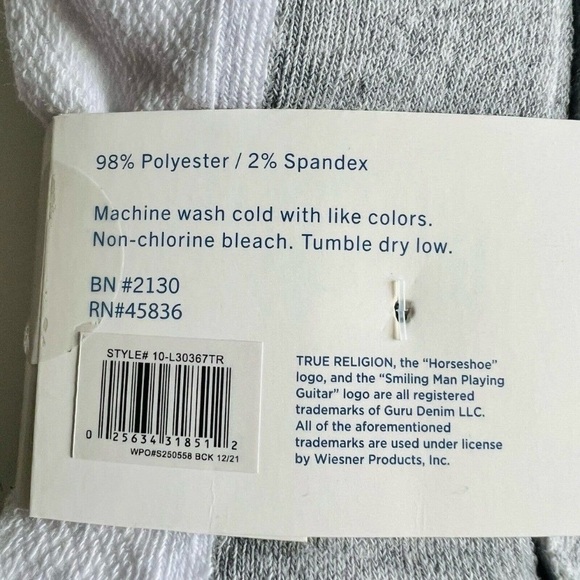 98% Polyester / 2% Spandex
Machine wash cold with like colors.
Non-chlorine bleach. Tumble dry low.
BN #2130
RN#45836
STYLE# 10-L30367TR
0 25634 31851 2
WPO#S250558 BCK 12/21
TRUE RELIGION, the “Horseshoe”
logo, and the “Smiling Man Playing
Guitar” logo are all registered
trademarks of Guru Denim LLC.
All of the aforementioned
trademarks are used under license
by Wiesner Products, Inc.